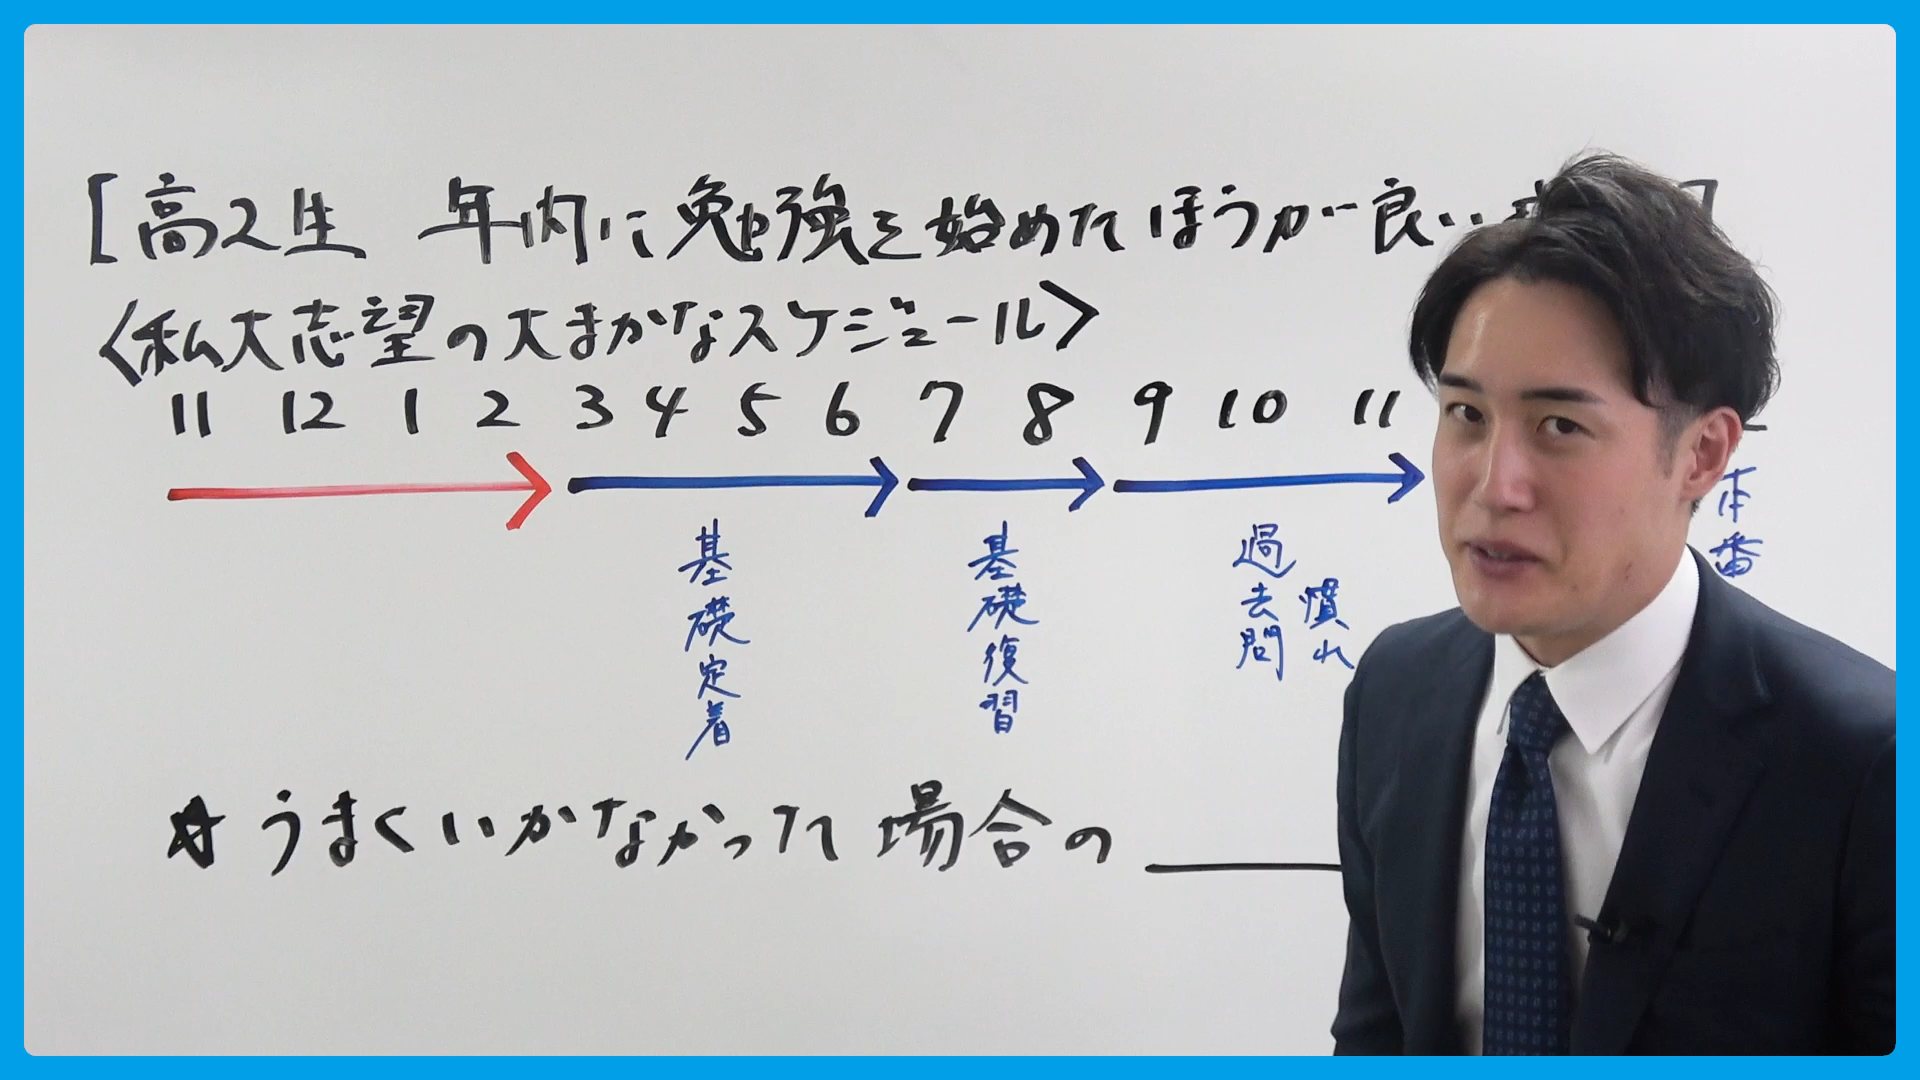 [高2生 年内に勉強を始めたほうが良い
<私大志望の大まかなスケジュール>
11 12 1 2 3 4 5 6 7 8 9 10 11
基礎定着
基礎復習
過去問
慣れ
本番
☆うまくいかなかった場合の